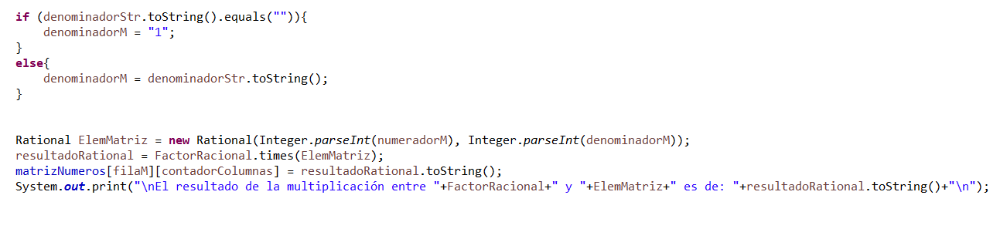 if (denominadorStr.toString().equals("")){
    denominadorM = "1";
}
else{
    denominadorM = denominadorStr.toString();
}
Rational ElemMatriz = new Rational(Integer.parseInt(numeradorM), Integer.parseInt(denominadorM));
resultadoRational = FactorRacional.times(ElemMatriz);
matrizNumeros[filaM][contadorColumnas] = resultadoRational.toString();
System.out.print("\nEl resultado de la multiplicación entre "+FactorRacional+" y "+ElemMatriz+" es de: "+resultadoRational.toString()+"\n");